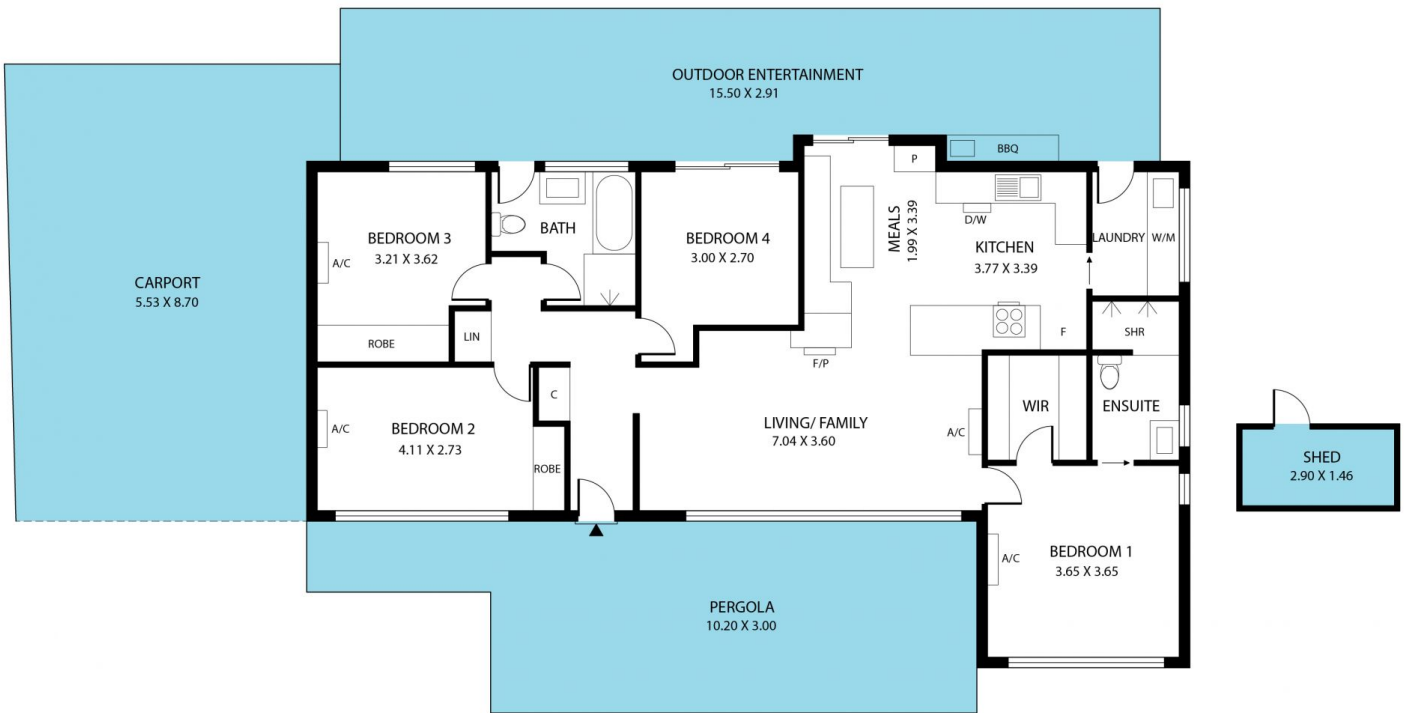 OUTDOOR ENTERTAINMENT
15.50 X 2.91
BBQ
P
CARPORT
5.53 X 8.70
BEDROOM 3
3.21 X 3.62
A/C
ROBE
LIN
BATH
BEDROOM 4
3.00 X 2.70
MEALS
1.99 X 3.39
D/W
KITCHEN
3.77 X 3.39
F
LAUNDRY
W/M
SHR
F/P
BEDROOM 2
4.11 X 2.73
A/C
ROBE
C
LIVING/ FAMILY
7.04 X 3.60
A/C
WIR
ENSUITE
SHED
2.90 X 1.46
BEDROOM 1
3.65 X 3.65
A/C
PERGOLA
10.20 X 3.00